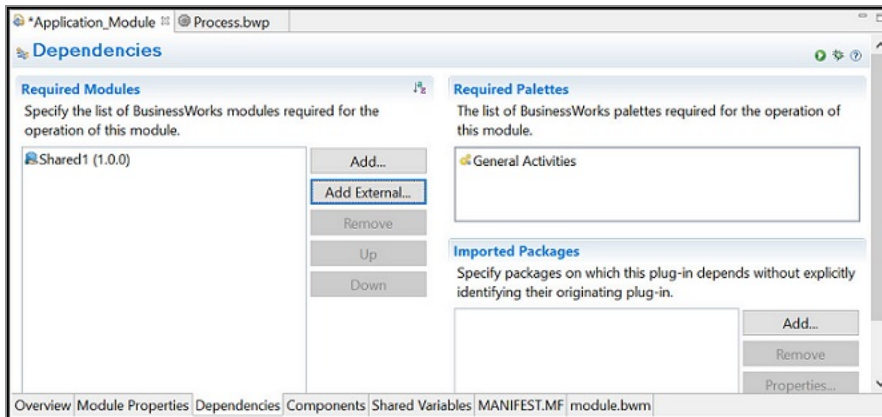 *Application_Module Process.bwp
Dependencies
Required Modules
Specify the list of BusinessWorks modules required for the
operation of this module.
Shared1 (1.0.0)
Add...
Add External...
Remove
Up
Down
Required Palettes
The list of BusinessWorks palettes required for the operation of
this module.
General Activities
Imported Packages
Specify packages on which this plug-in depends without explicitly
identifying their originating plug-in.
Add...
Remove
Properties...
Overview Module Properties Dependencies Components Shared Variables MANIFEST.MF module.bwm